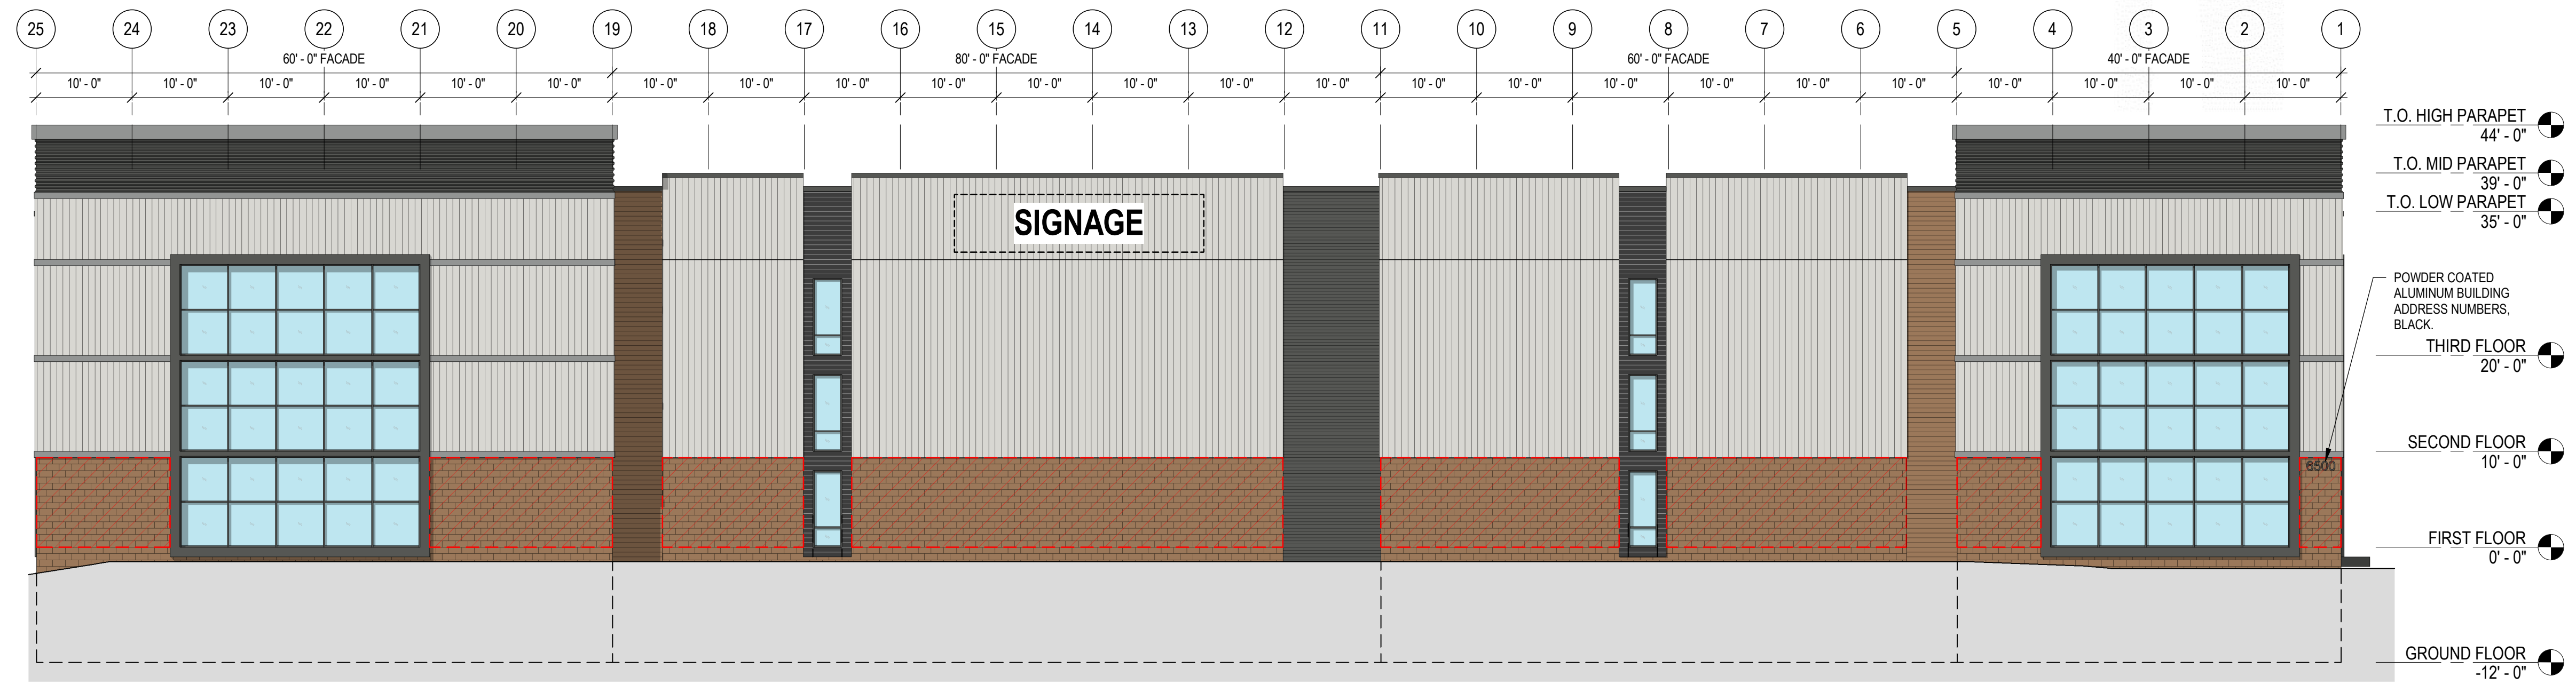 25 24 23 22 21 20 19 18 17 16 15 14 13 12 11 10 9 8 7 6 5 4 3 2 1
60' - 0" FACADE 80' - 0" FACADE 60' - 0" FACADE 40' - 0" FACADE
10' - 0" 10' - 0" 10' - 0" 10' - 0" 10' - 0" 10' - 0" 10' - 0" 10' - 0" 10' - 0" 10' - 0" 10' - 0" 10' - 0" 10' - 0" 10' - 0" 10' - 0" 10' - 0" 10' - 0" 10' - 0" 10' - 0" 10' - 0" 10' - 0" 10' - 0" 10' - 0" 10' - 0"
T.O. HIGH PARAPET
44' - 0"
T.O. MID PARAPET
39' - 0"
T.O. LOW PARAPET
35' - 0"
SIGNAGE
POWDER COATED
ALUMINUM BUILDING
ADDRESS NUMBERS,
BLACK.
THIRD FLOOR
20' - 0"
SECOND FLOOR
10' - 0"
6500
FIRST FLOOR
0' - 0"
GROUND FLOOR
-12' - 0"